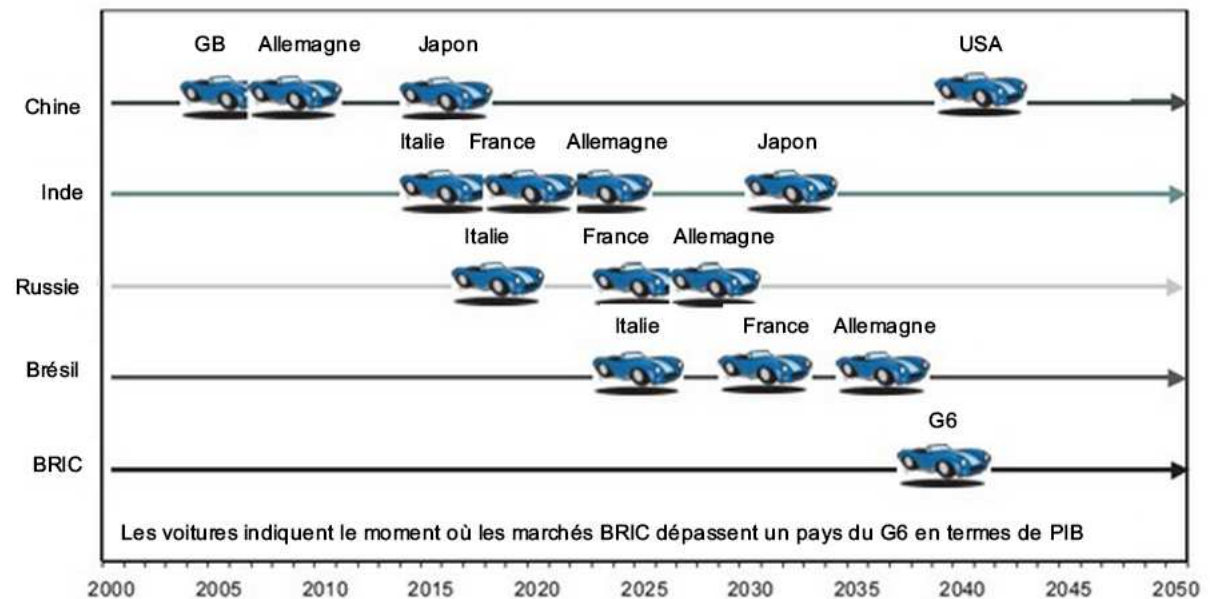 GB Allemagne Japon USA
Chine
Italie France Allemagne Japon
Inde
Italie France Allemagne
Russie
Italie France Allemagne
Brésil
G6
BRIC
Les voitures indiquent le moment où les marchés BRIC dépassent un pays du G6 en termes de PIB
2000 2005 2010 2015 2020 2025 2030 2035 2040 2045 2050